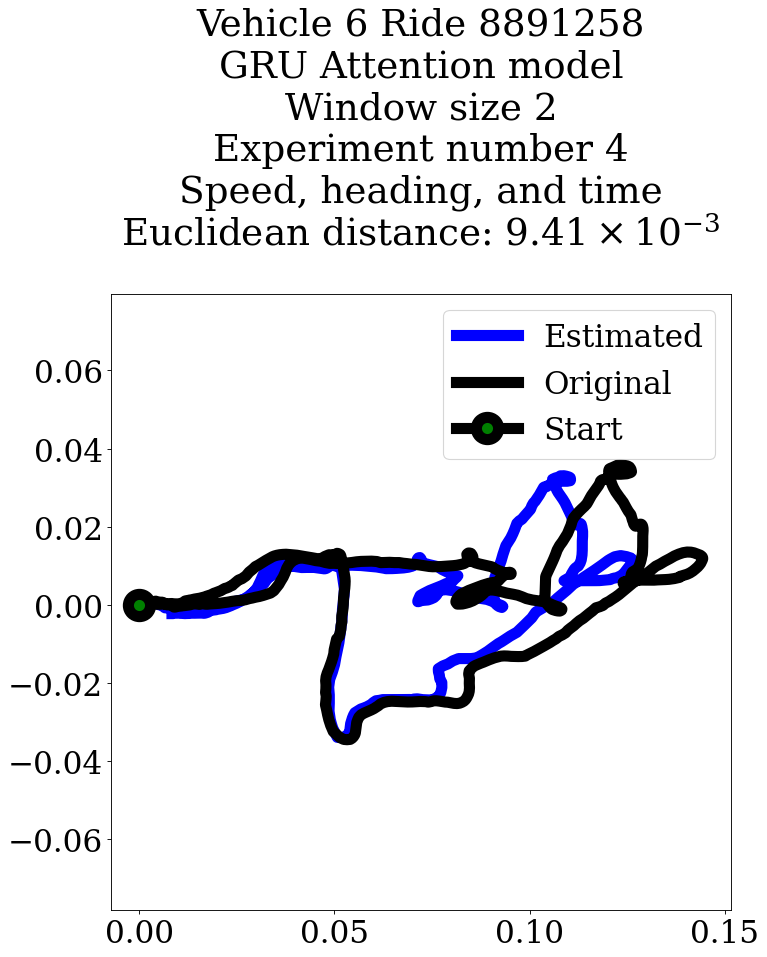 Vehicle 6 Ride 8891258
GRU Attention model
Window size 2
Experiment number 4
Speed, heading, and time
Euclidean distance: 9.41 × 10⁻³
Estimated
Original
Start
0.06
0.04
0.02
0.00
−0.02
−0.04
−0.06
0.00 0.05 0.10 0.15